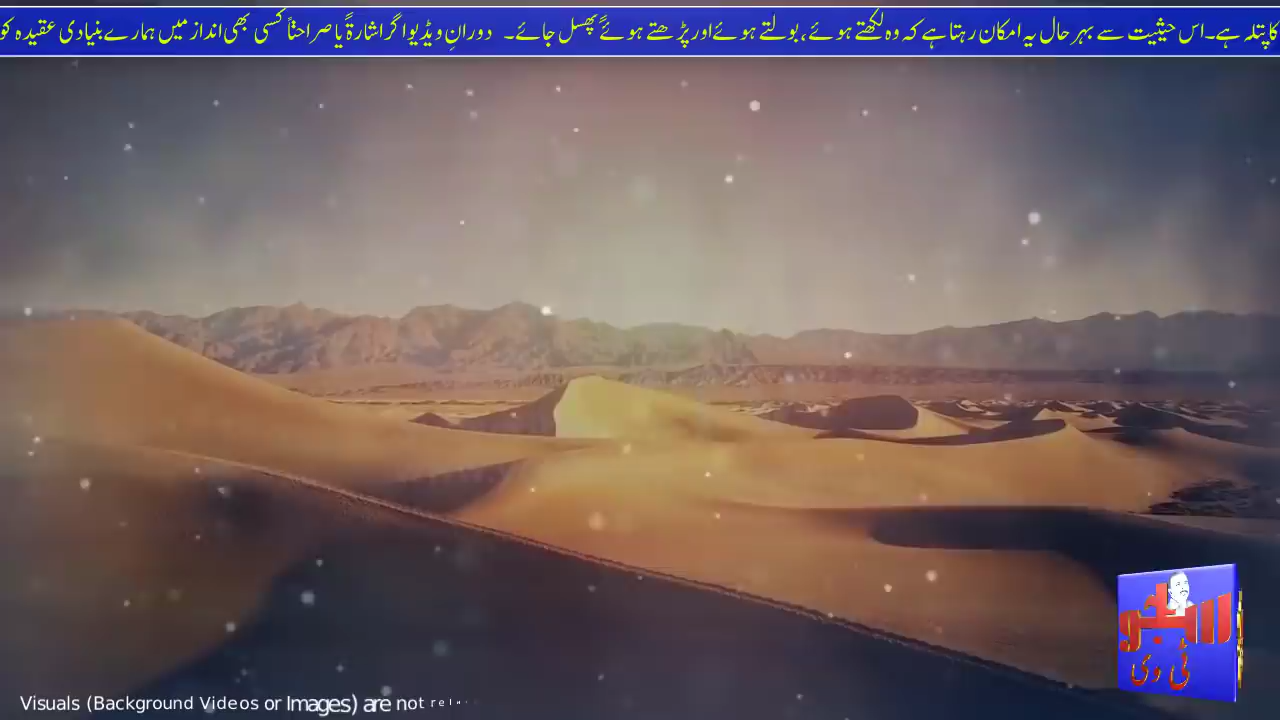 کا پتلہ ہے۔اس حیثیت سے بہر حال یہ امکان رہتا ہے کہ وہ لکھتے ہوئے، بولتے ہوئے اور پڑھتے ہوئے پھسل جائے۔ دورانِ ویڈیو اگر اشارۃً یا صراحتاً کسی بھی انداز میں ہمارے بنیادی عقیدہ کو
ٹی وی
Visuals (Background Videos or Images) are not